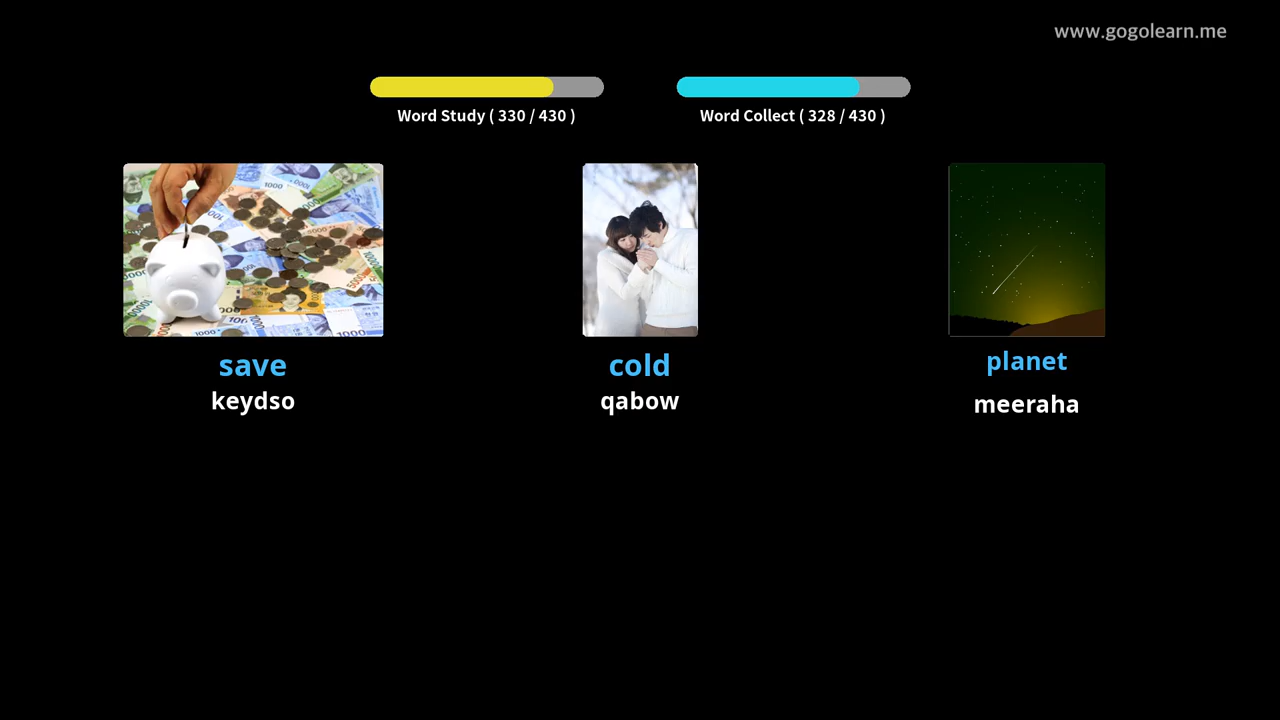 www.gogolearn.me
Word Study ( 330 / 430 )
Word Collect ( 328 / 430 )
save
keydso
cold
qabow
planet
meeraha